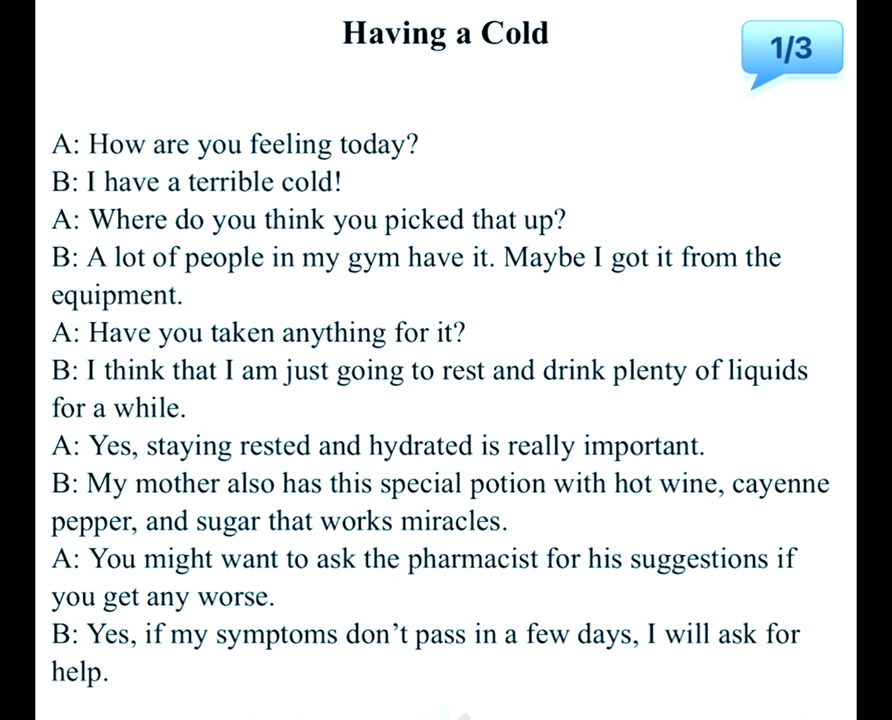 Having a Cold
1/3
A: How are you feeling today?
B: I have a terrible cold!
A: Where do you think you picked that up?
B: A lot of people in my gym have it. Maybe I got it from the
equipment.
A: Have you taken anything for it?
B: I think that I am just going to rest and drink plenty of liquids
for a while.
A: Yes, staying rested and hydrated is really important.
B: My mother also has this special potion with hot wine, cayenne
pepper, and sugar that works miracles.
A: You might want to ask the pharmacist for his suggestions if
you get any worse.
B: Yes, if my symptoms don’t pass in a few days, I will ask for
help.